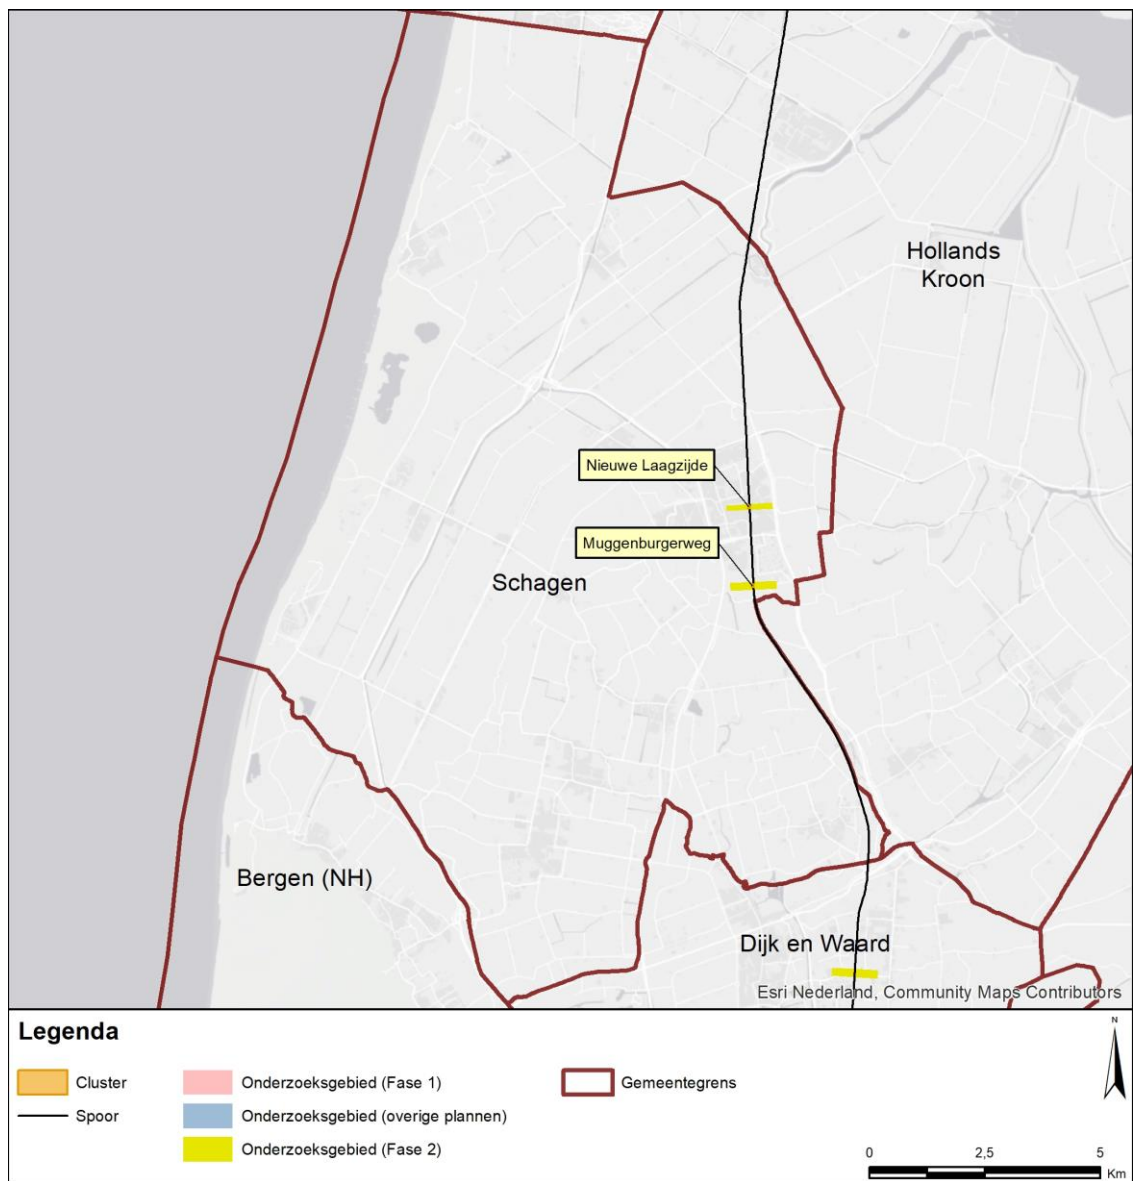 Hollands
Kroon
Nieuwe Laagzijde
Muggenburgerweg
Schagen
Bergen (NH)
Dijk en Waard
Esri Nederland, Community Maps Contributors
Legenda
N
Cluster
Onderzoeksgebied (Fase 1)
Gemeentegrens
Spoor
Onderzoeksgebied (overige plannen)
Onderzoeksgebied (Fase 2)
0 2,5 5
Km